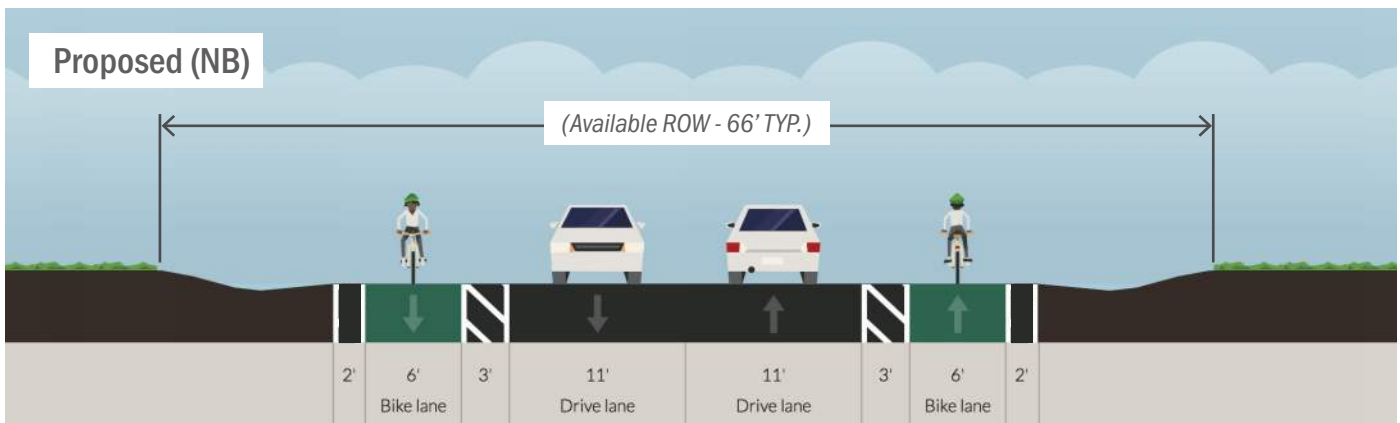 Proposed (NB)
(Available ROW - 66’ TYP.)
2' 6' 3' 11' 11' 3' 6' 2'
Bike lane Drive lane Drive lane Bike lane